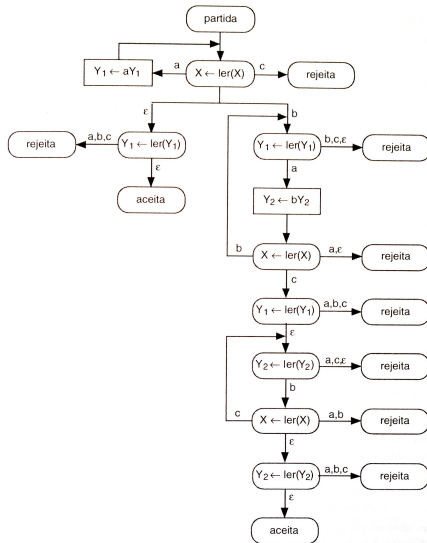 partida
Y₁ ← aY₁
a
X ← ler(X)
c
rejeita
ε
b
rejeita
a,b,c
Y₁ ← ler(Y₁)
Y₁ ← ler(Y₁)
b,c,ε
rejeita
ε
a
aceita
Y₂ ← bY₂
b
X ← ler(X)
a,ε
rejeita
c
Y₁ ← ler(Y₁)
a,b,c
rejeita
ε
Y₂ ← ler(Y₂)
a,c,ε
rejeita
b
c
X ← ler(X)
a,b
rejeita
ε
Y₂ ← ler(Y₂)
a,b,c
rejeita
ε
aceita